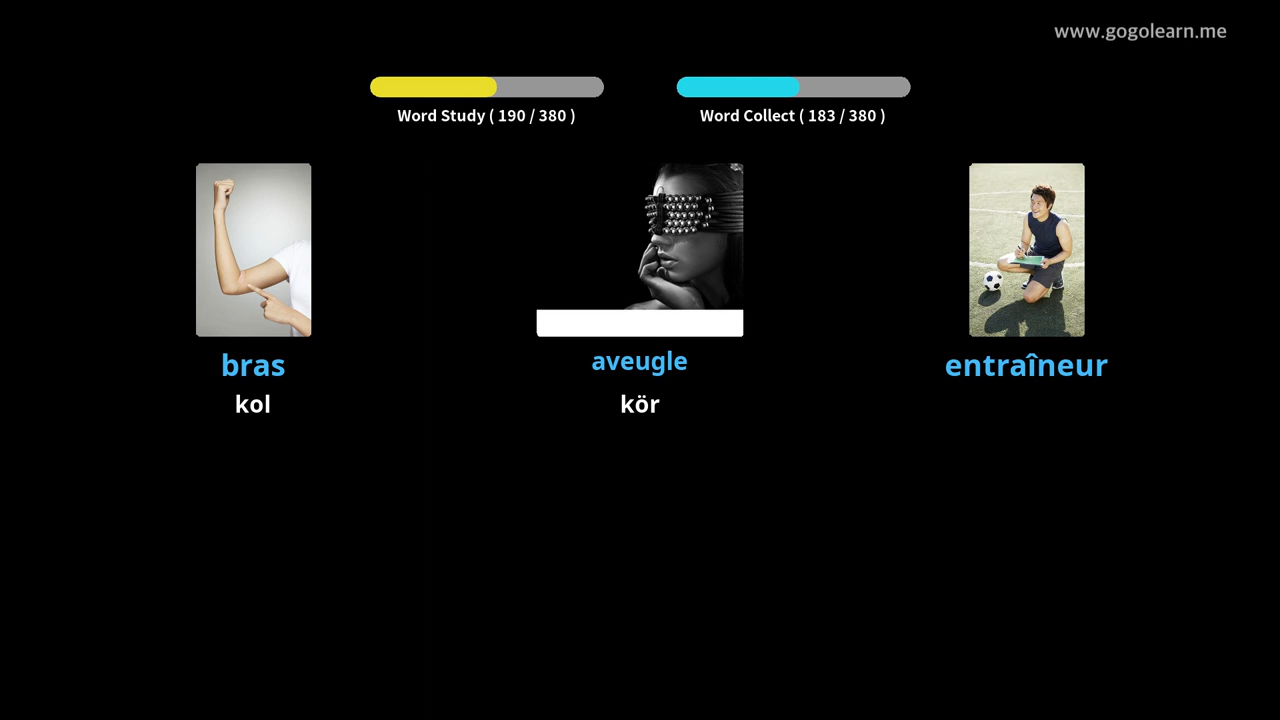 www.gogolearn.me
Word Study ( 190 / 380 )
Word Collect ( 183 / 380 )
bras
aveugle
entraîneur
kol
kör